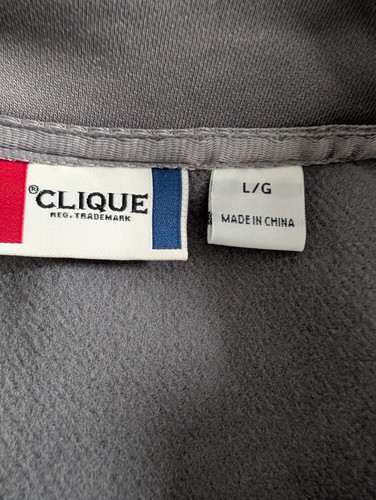 ®CLIQUE
REG. TRADEMARK
L/G
MADE IN CHINA